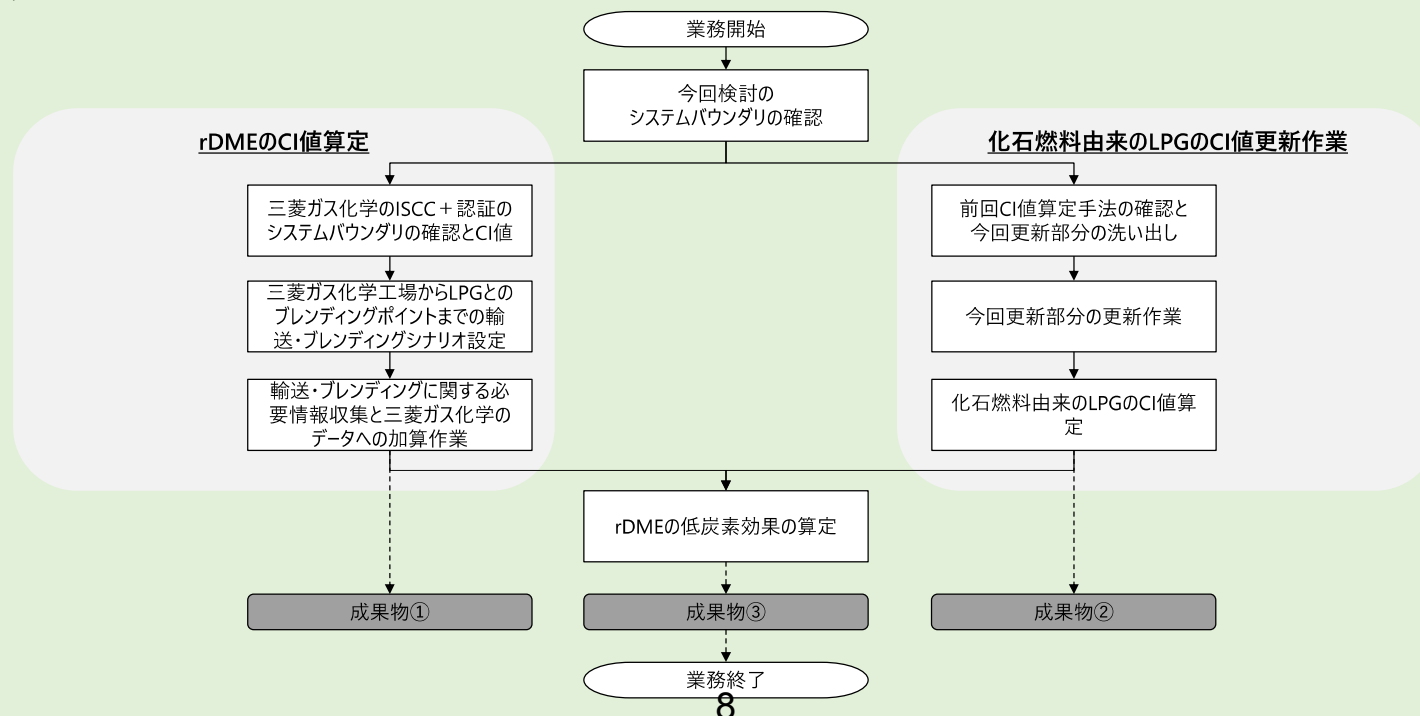 業務開始
今回検討の
システムバウンダリの確認
rDMEのCI値算定
三菱ガス化学のISCC＋認証の
システムバウンダリの確認とCI値
三菱ガス化学工場からLPGとの
ブレンディングポイントまでの輸
送・ブレンディングシナリオ設定
輸送・ブレンディングに関する必
要情報収集と三菱ガス化学の
データへの加算作業
化石燃料由来のLPGのCI値更新作業
前回CI値算定手法の確認と
今回更新部分の洗い出し
今回更新部分の更新作業
化石燃料由来のLPGのCI値算
定
rDMEの低炭素効果の算定
成果物①
成果物③
成果物②
業務終了
8